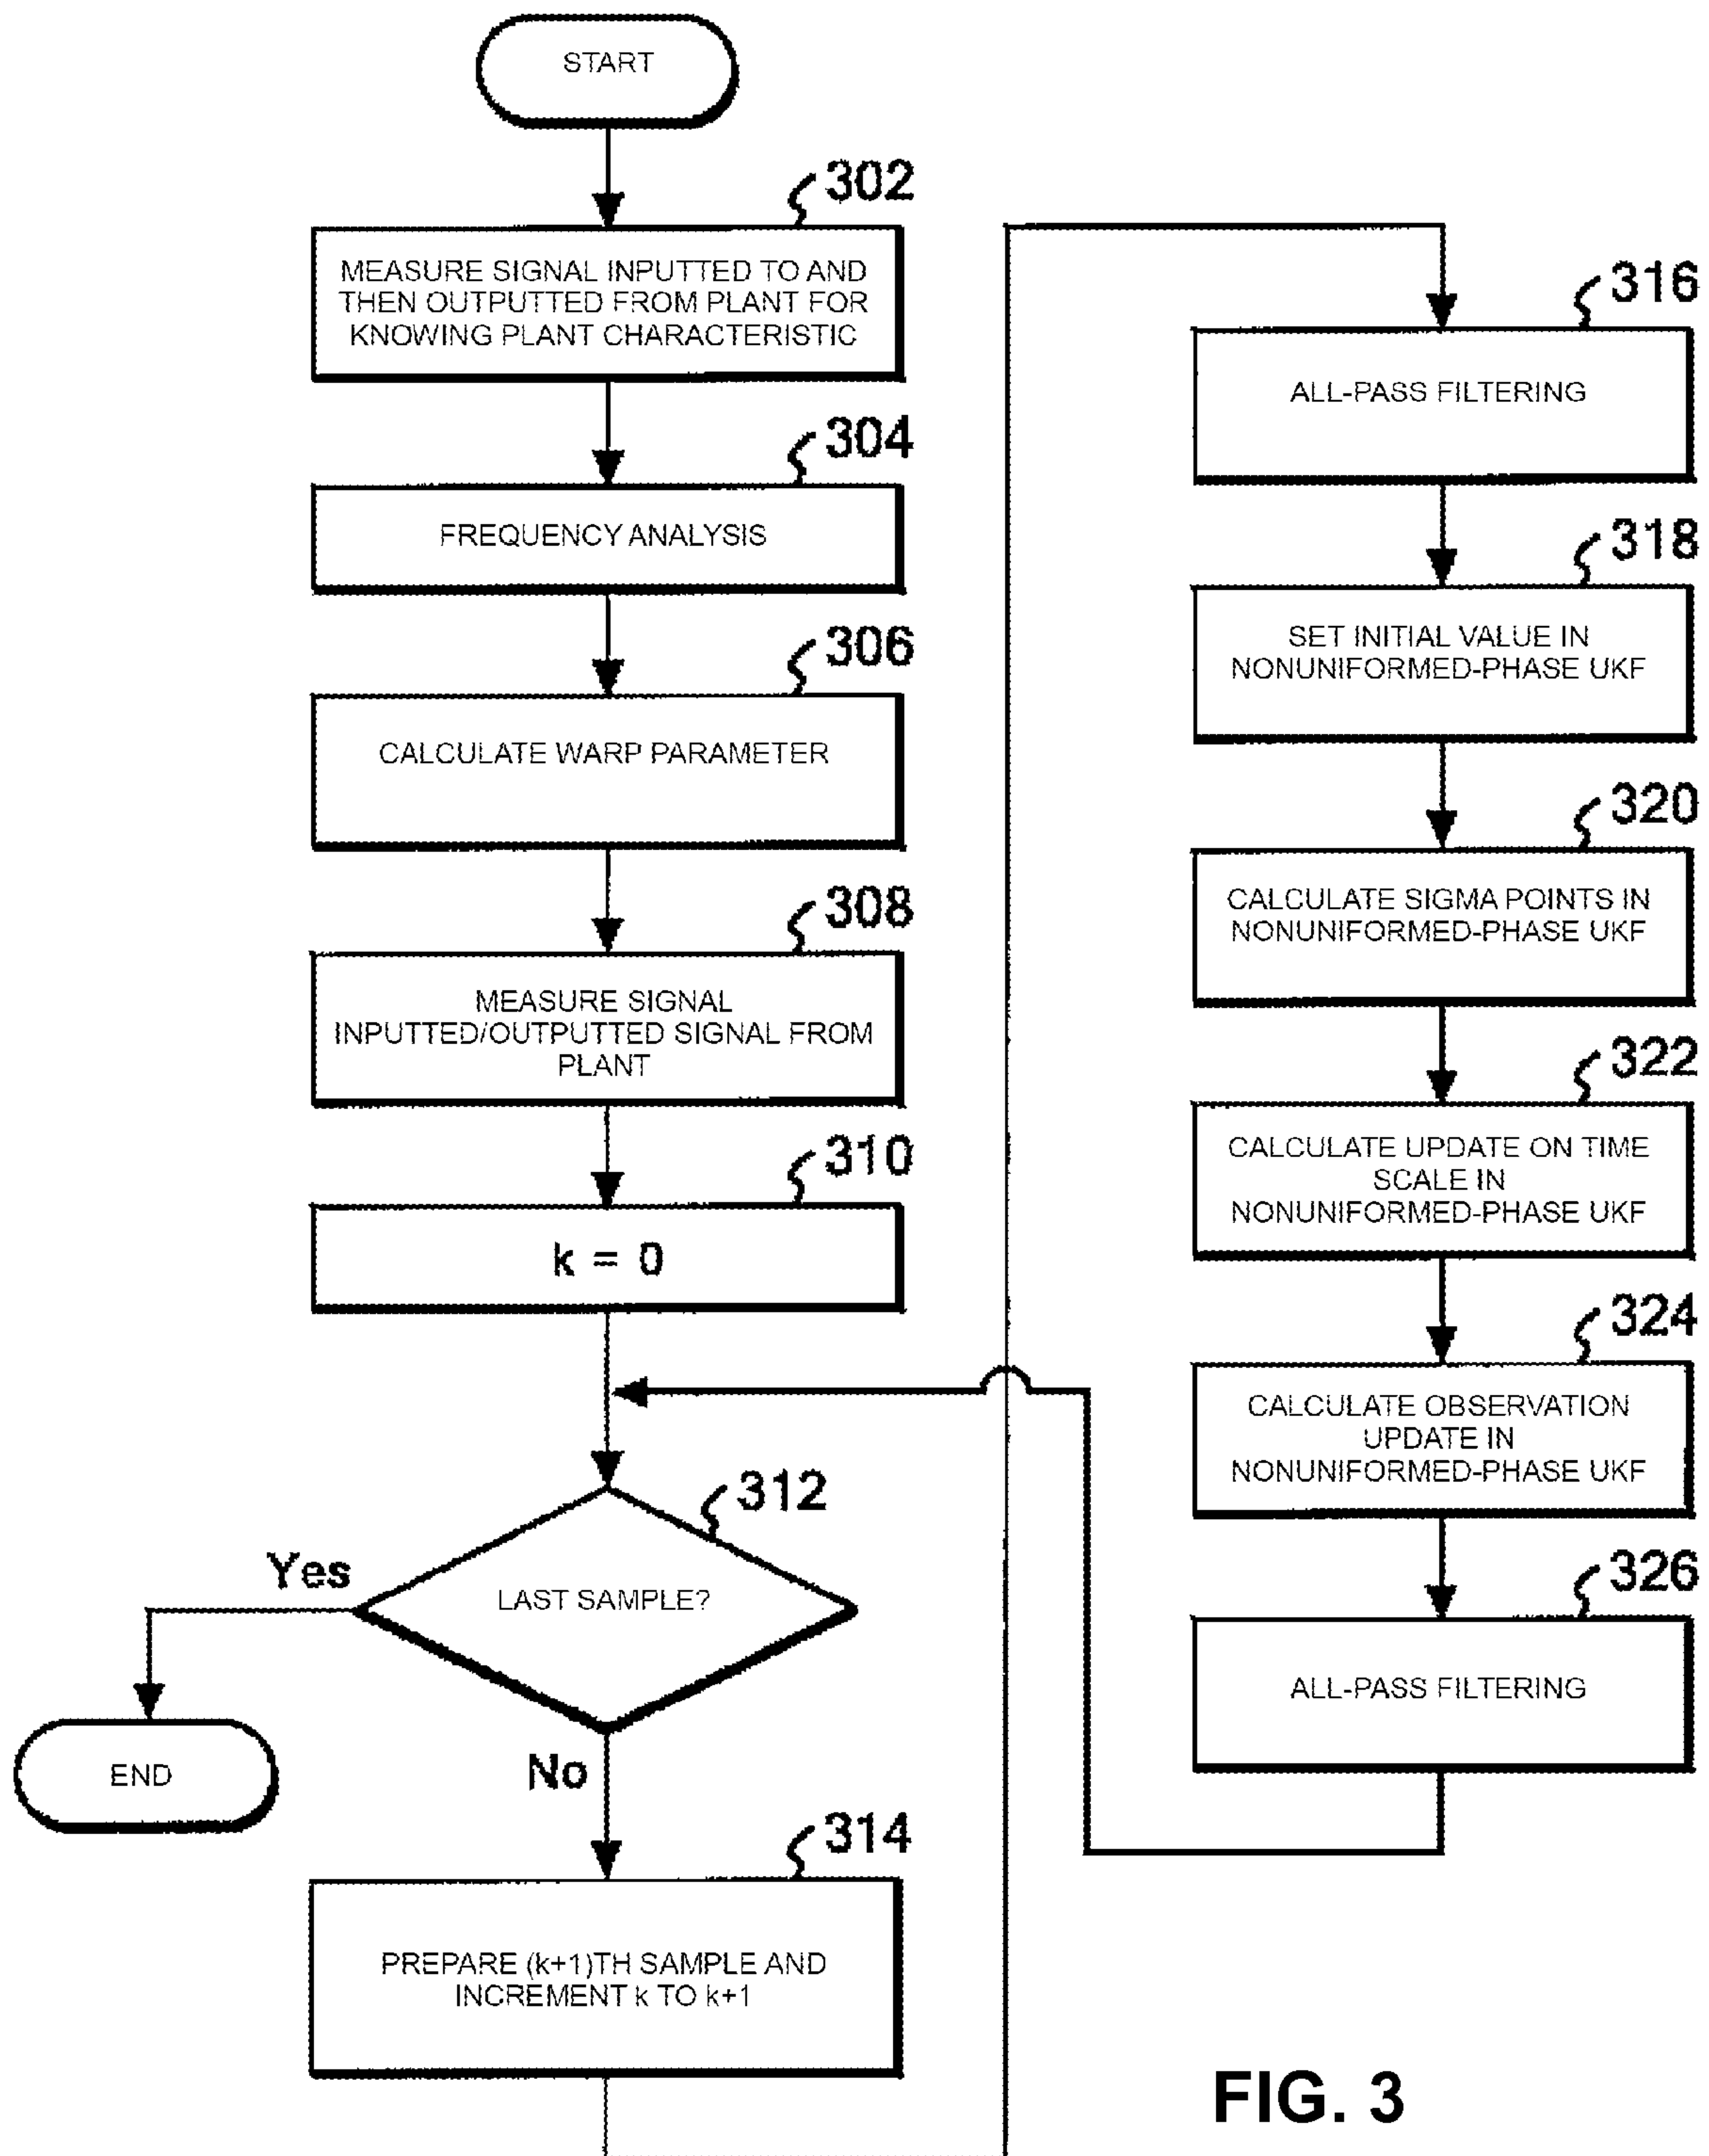 START
302
MEASURE SIGNAL INPUTTED TO AND
THEN OUTPUTTED FROM PLANT FOR
KNOWING PLANT CHARACTERISTIC
304
FREQUENCY ANALYSIS
306
CALCULATE WARP PARAMETER
308
MEASURE SIGNAL
INPUTTED/OUTPUTTED SIGNAL FROM
PLANT
310
k = 0
312
LAST SAMPLE?
Yes
END
No
314
PREPARE (k+1)TH SAMPLE AND
INCREMENT k TO k+1
316
ALL-PASS FILTERING
318
SET INITIAL VALUE IN
NONUNIFORMED-PHASE UKF
320
CALCULATE SIGMA POINTS IN
NONUNIFORMED-PHASE UKF
322
CALCULATE UPDATE ON TIME
SCALE IN
NONUNIFORMED-PHASE UKF
324
CALCULATE OBSERVATION
UPDATE IN
NONUNIFORMED-PHASE UKF
326
ALL-PASS FILTERING
FIG. 3